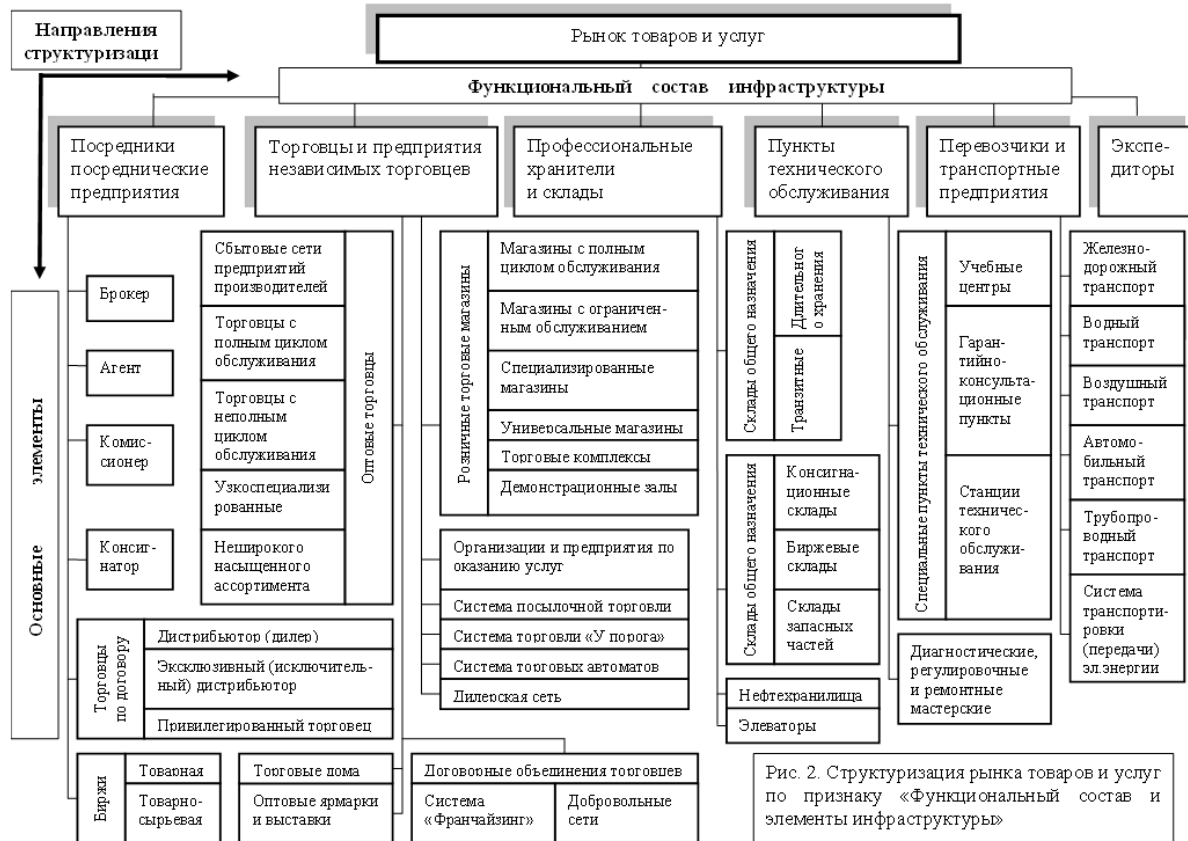 Направления
структуризаци
Рынок товаров и услуг
Функциональный состав инфраструктуры
Посредники
посреднические
предприятия
Торговцы и предприятия
независимых торговцев
Профессиональные
хранители
и склады
Пункты
технического
обслуживания
Перевозчики и
транспортные
предприятия
Экспе-
диторы
Основные элементы
Брокер
Агент
Комис-
сионер
Консиг-
натор
Сбытовые сети
предприятий
производителей
Торговцы с
полным циклом
обслуживания
Торговцы с
неполным
циклом
обслуживания
Узкоспециализи
рованные
Неширокого
насыщенного
ассортимента
Оптовые торговцы
Розничные торговые магазины
Магазины с полным
циклом обслуживания
Магазины с ограничен-
ным обслуживанием
Специализированные
магазины
Универсальные магазины
Торговые комплексы
Демонстрационные залы
Организации и предприятия по
оказанию услуг
Система посылочной торговли
Система торговли «У порога»
Система торговых автоматов
Дилерская сеть
Склады общего назначения
Длительног
о хранения
Транзитные
Склады общего назначения
Консигна-
ционные
склады
Биржевые
склады
Склады
запасных
частей
Нефтехранилища
Элеваторы
Специальные пункты технического обслуживания
Учебные
центры
Гаран-
тийно-
консульта-
ционные
пункты
Станции
техничес-
кого
обслужи-
вания
Диагностические,
регулировочные
и ремонтные
мастерские
Железно-
дорожный
транспорт
Водный
транспорт
Воздушный
транспорт
Автомо-
бильный
транспорт
Трубопро-
водный
транспорт
Система
транспорти-
ровки
(передачи)
эл.энергии
Торговцы
по договору
Дистрибьютор (дилер)
Эксклюзивный (исключитель-
ный) дистрибьютор
Привилегированный торговец
Биржи
Товарная
Товарно-
сырьевая
Торговые дома
Оптовые ярмарки
и выставки
Договорные объединения торговцев
Система
«Франчайзинг»
Добровольные
сети
Рис. 2. Структуризация рынка товаров и услуг
по признаку «Функциональный состав и
элементы инфраструктуры»